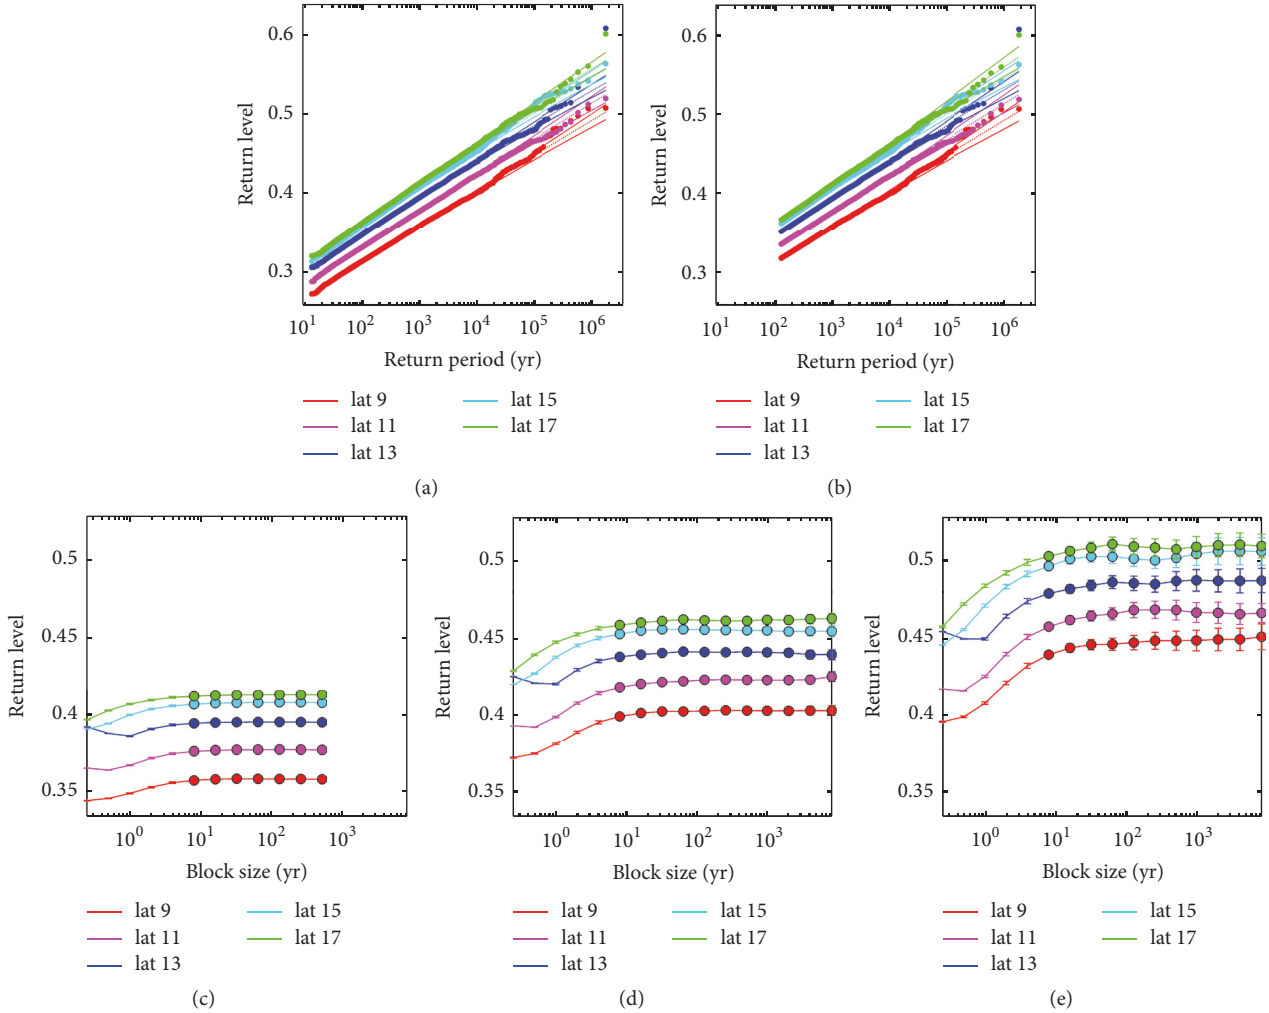 0.6
0.5
0.4
0.3
Return level
10¹ 10² 10³ 10⁴ 10⁵ 10⁶
Return period (yr)
lat 9
lat 11
lat 13
lat 15
lat 17
(a)
0.6
0.5
0.4
0.3
Return level
10¹ 10² 10³ 10⁴ 10⁵ 10⁶
Return period (yr)
lat 9
lat 11
lat 13
lat 15
lat 17
(b)
0.5
0.45
0.4
0.35
Return level
10⁰ 10¹ 10² 10³
Block size (yr)
lat 9
lat 11
lat 13
lat 15
lat 17
(c)
0.5
0.45
0.4
0.35
Return level
10⁰ 10¹ 10² 10³
Block size (yr)
lat 9
lat 11
lat 13
lat 15
lat 17
(d)
0.5
0.45
0.4
0.35
Return level
10⁰ 10¹ 10² 10³
Block size (yr)
lat 9
lat 11
lat 13
lat 15
lat 17
(e)